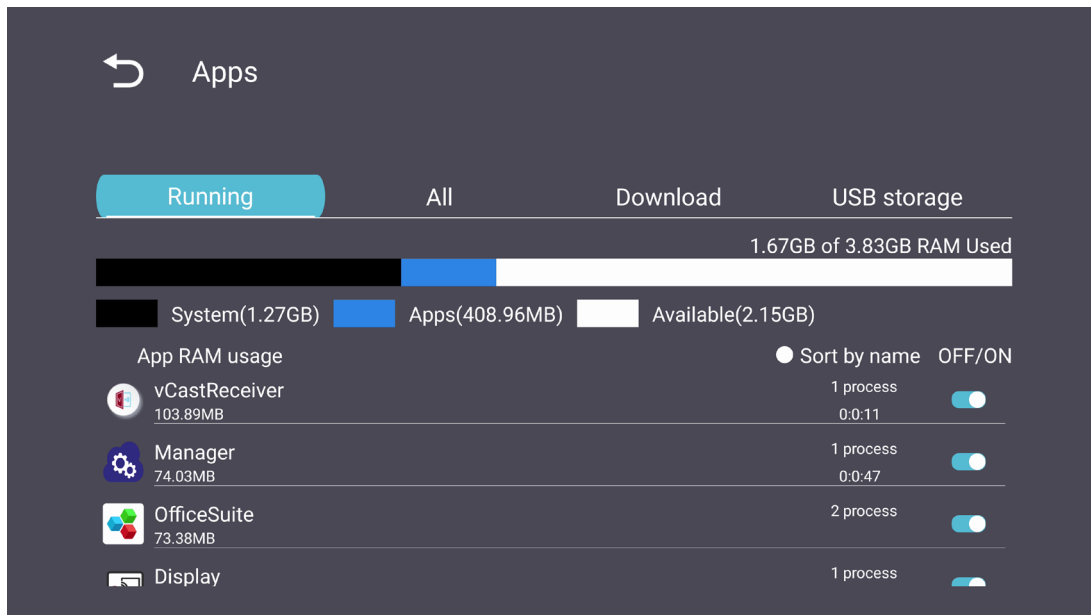 Apps
Running All Download USB storage
1.67GB of 3.83GB RAM Used
System(1.27GB) Apps(408.96MB) Available(2.15GB)
App RAM usage Sort by name OFF/ON
vCastReceiver 1 process
103.89MB 0:0:11
Manager 1 process
74.03MB 0:0:47
OfficeSuite 2 process
73.38MB
Display 1 process